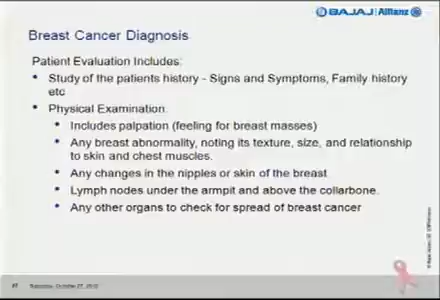 BAJAJ Allianz
Breast Cancer Diagnosis
Patient Evaluation Includes:
• Study of the patients history - Signs and Symptoms, Family history
etc
• Physical Examination:
• Includes palpation (feeling for breast masses)
• Any breast abnormality, noting its texture, size, and relationship
to skin and chest muscles.
• Any changes in the nipples or skin of the breast
• Lymph nodes under the armpit and above the collarbone.
• Any other organs to check for spread of breast cancer
October 27,